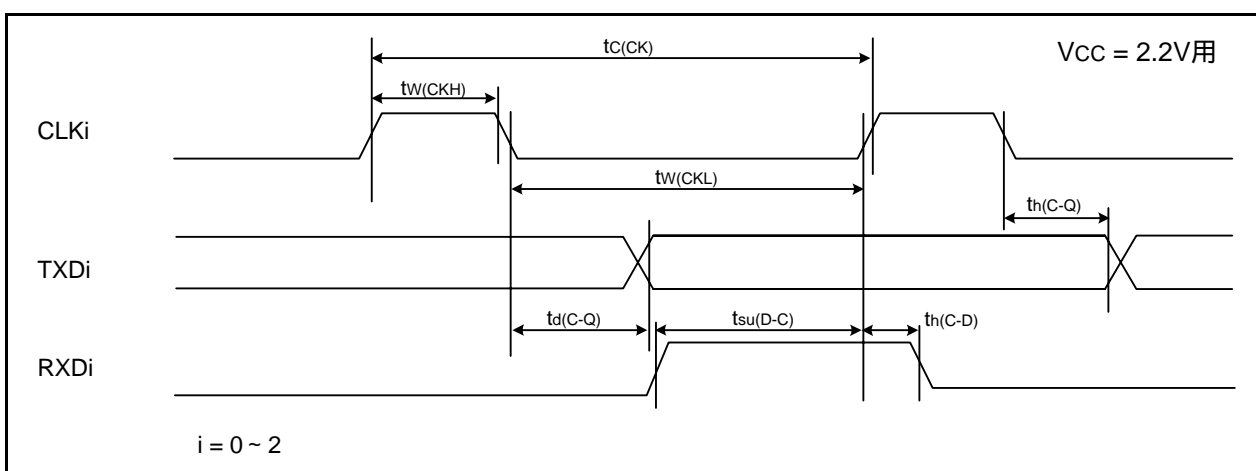 tC(CK)
VCC = 2.2V用
tW(CKH)
CLKi
tW(CKL)
th(C-Q)
TXDi
td(C-Q)
tsu(D-C)
th(C-D)
RXDi
i = 0 ~ 2